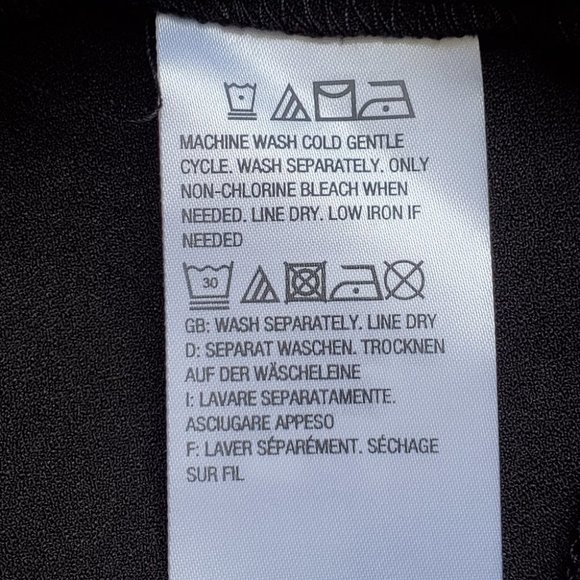 MACHINE WASH COLD GENTLE
CYCLE. WASH SEPARATELY. ONLY
NON-CHLORINE BLEACH WHEN
NEEDED. LINE DRY. LOW IRON IF
NEEDED
30
GB: WASH SEPARATELY. LINE DRY
D: SEPARAT WASCHEN. TROCKNEN
AUF DER WÄSCHELEINE
I: LAVARE SEPARATAMENTE.
ASCIUGARE APPESO
F: LAVER SÉPARÉMENT. SÉCHAGE
SUR FIL